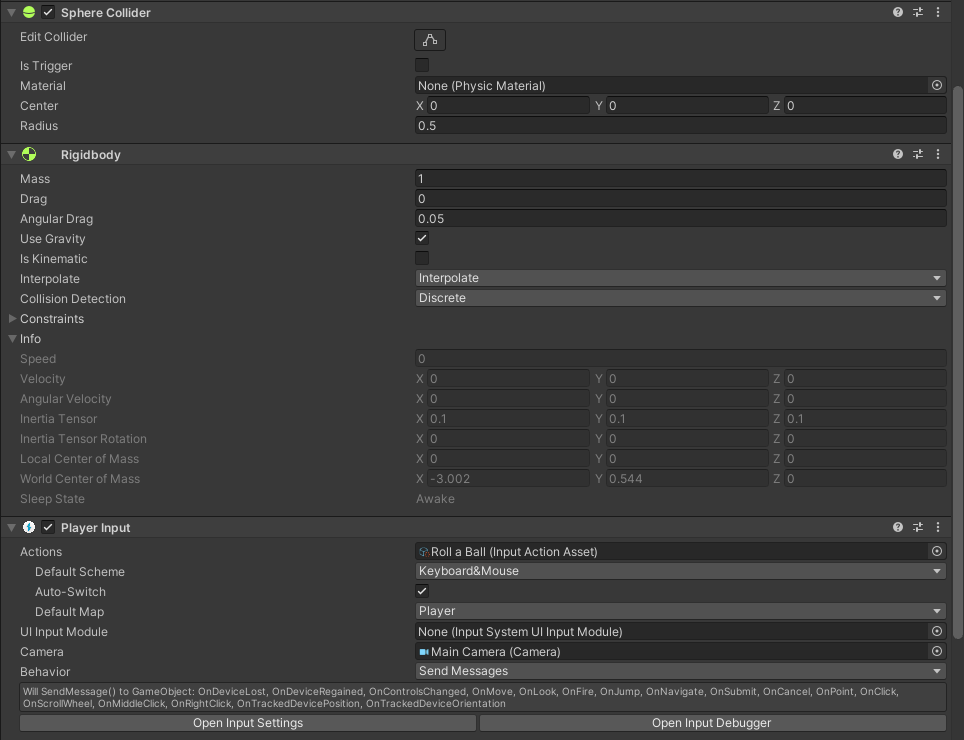 Sphere Collider
Edit Collider
Is Trigger
Material None (Physic Material)
Center X 0 Y 0 Z 0
Radius 0.5
Rigidbody
Mass 1
Drag 0
Angular Drag 0.05
Use Gravity
Is Kinematic
Interpolate Interpolate
Collision Detection Discrete
Constraints
Info
Speed 0
Velocity X 0 Y 0 Z 0
Angular Velocity X 0 Y 0 Z 0
Inertia Tensor X 0.1 Y 0.1 Z 0.1
Inertia Tensor Rotation X 0 Y 0 Z 0
Local Center of Mass X 0 Y 0 Z 0
World Center of Mass X -3.002 Y 0.544 Z 0
Sleep State Awake
Player Input
Actions Roll a Ball (Input Action Asset)
Default Scheme Keyboard&Mouse
Auto-Switch
Default Map Player
UI Input Module None (Input System UI Input Module)
Camera Main Camera (Camera)
Behavior Send Messages
Will SendMessage() to GameObject: OnDeviceLost, OnDeviceRegained, OnControlsChanged, OnMove, OnLook, OnFire, OnJump, OnNavigate, OnSubmit, OnCancel, OnPoint, OnClick,
OnScrollWheel, OnMiddleClick, OnRightClick, OnTrackedDevicePosition, OnTrackedDeviceOrientation
Open Input Settings Open Input Debugger